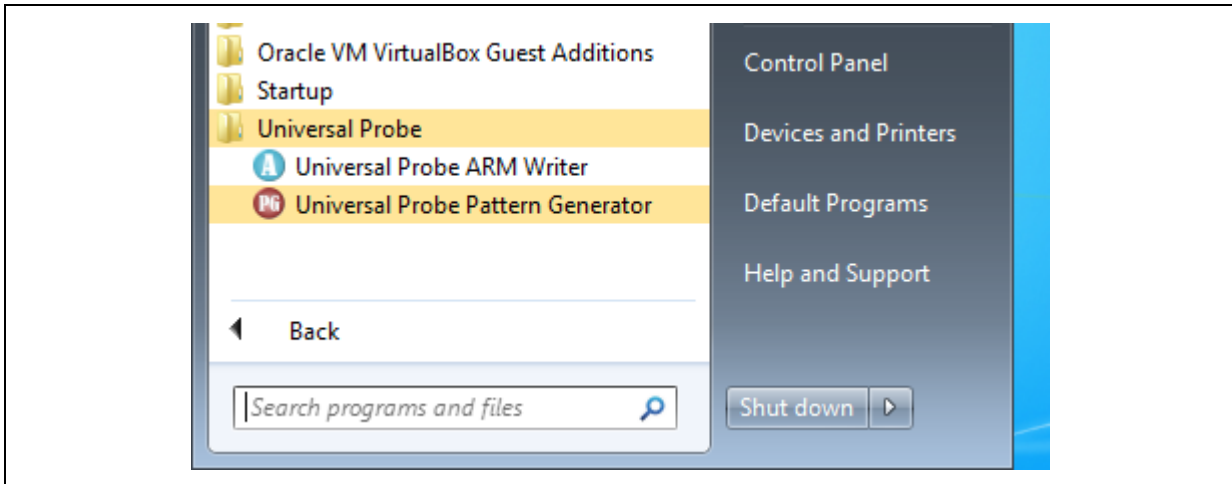 Oracle VM VirtualBox Guest Additions
Startup
Universal Probe
A Universal Probe ARM Writer
PG Universal Probe Pattern Generator
Back
Search programs and files
Control Panel
Devices and Printers
Default Programs
Help and Support
Shut down